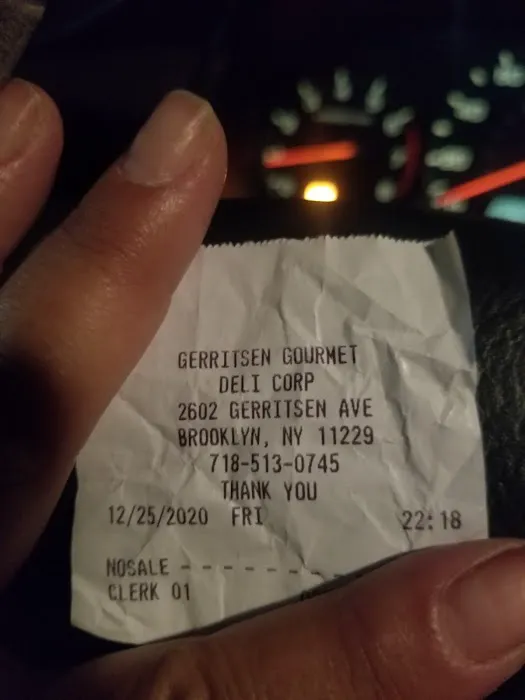 GERRITSEN GOURMET
DELI CORP
2602 GERRITSEN AVE
BROOKLYN, NY 11229
718-513-0745
THANK YOU
12/25/2020 FRI 22:18
NOSALE - - - - - - - -
CLERK 01